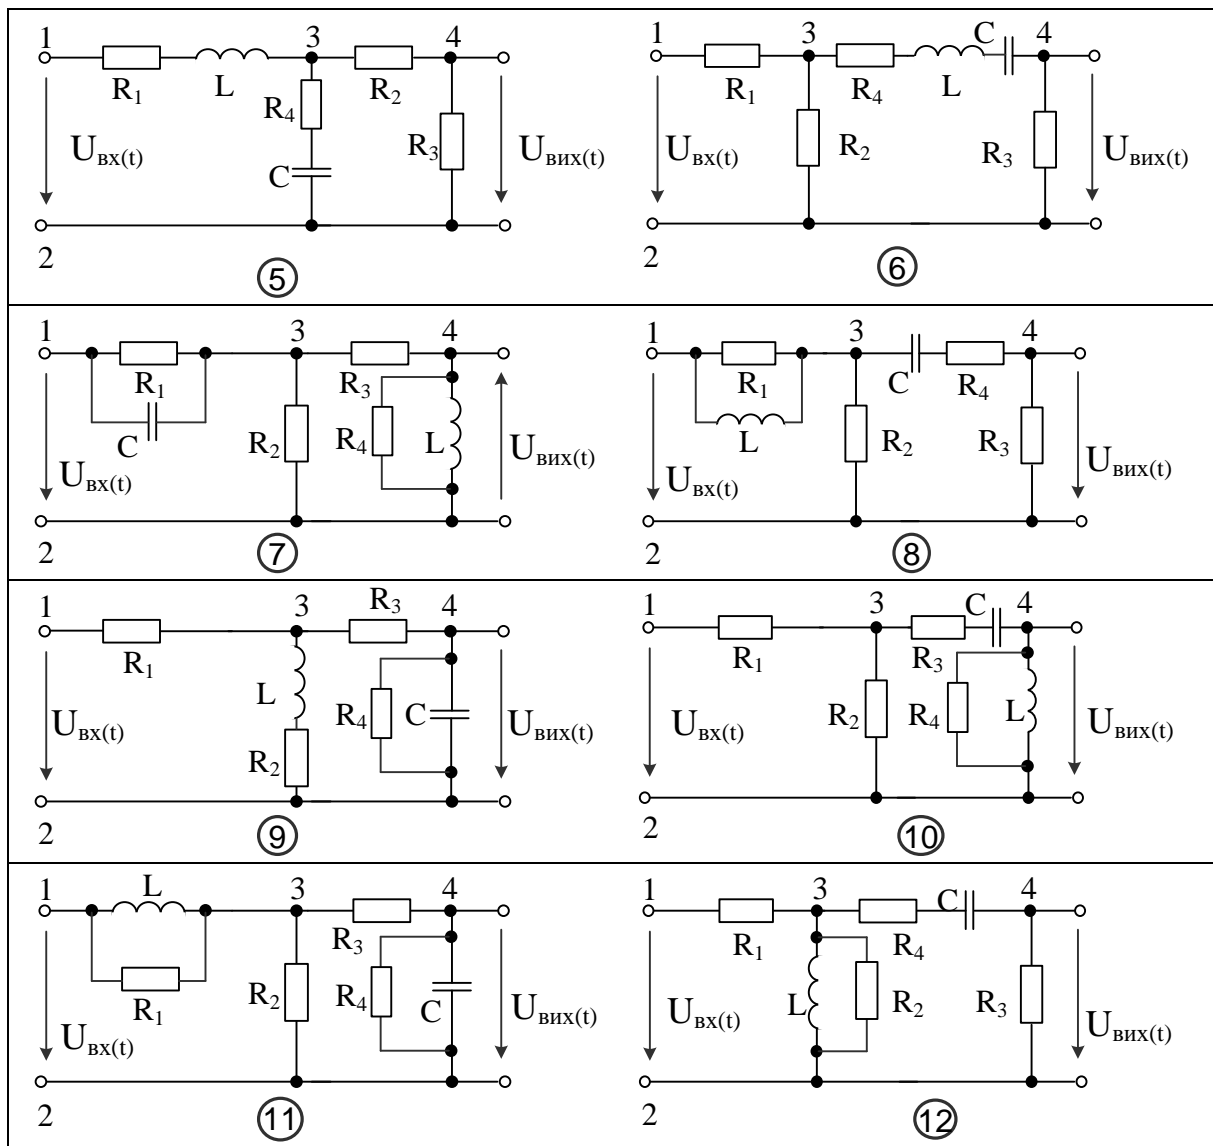 1 3 4
R₁ L R₂
R₄
Uвх(t) R₃ Uвих(t)
C
2
5
1 3 C 4
R₁ R₄ L
Uвх(t) R₂ R₃ Uвих(t)
2
6
1 3 4
R₁ R₃
C R₂ R₄ L Uвих(t)
Uвх(t)
2
7
1 3 4
R₁ C R₄
L R₂ R₃
Uвх(t) Uвих(t)
2
8
1 3 R₃ 4
R₁
L
Uвх(t) R₄ C Uвих(t)
R₂
2
9
1 3 C 4
R₁ R₃
Uвх(t) R₂ R₄ L Uвих(t)
2
10
1 L 3 4
R₃
R₁ R₂ R₄ C
Uвх(t) Uвих(t)
2
11
1 3 C 4
R₁ R₄
Uвх(t) L R₂ R₃ Uвих(t)
2
12